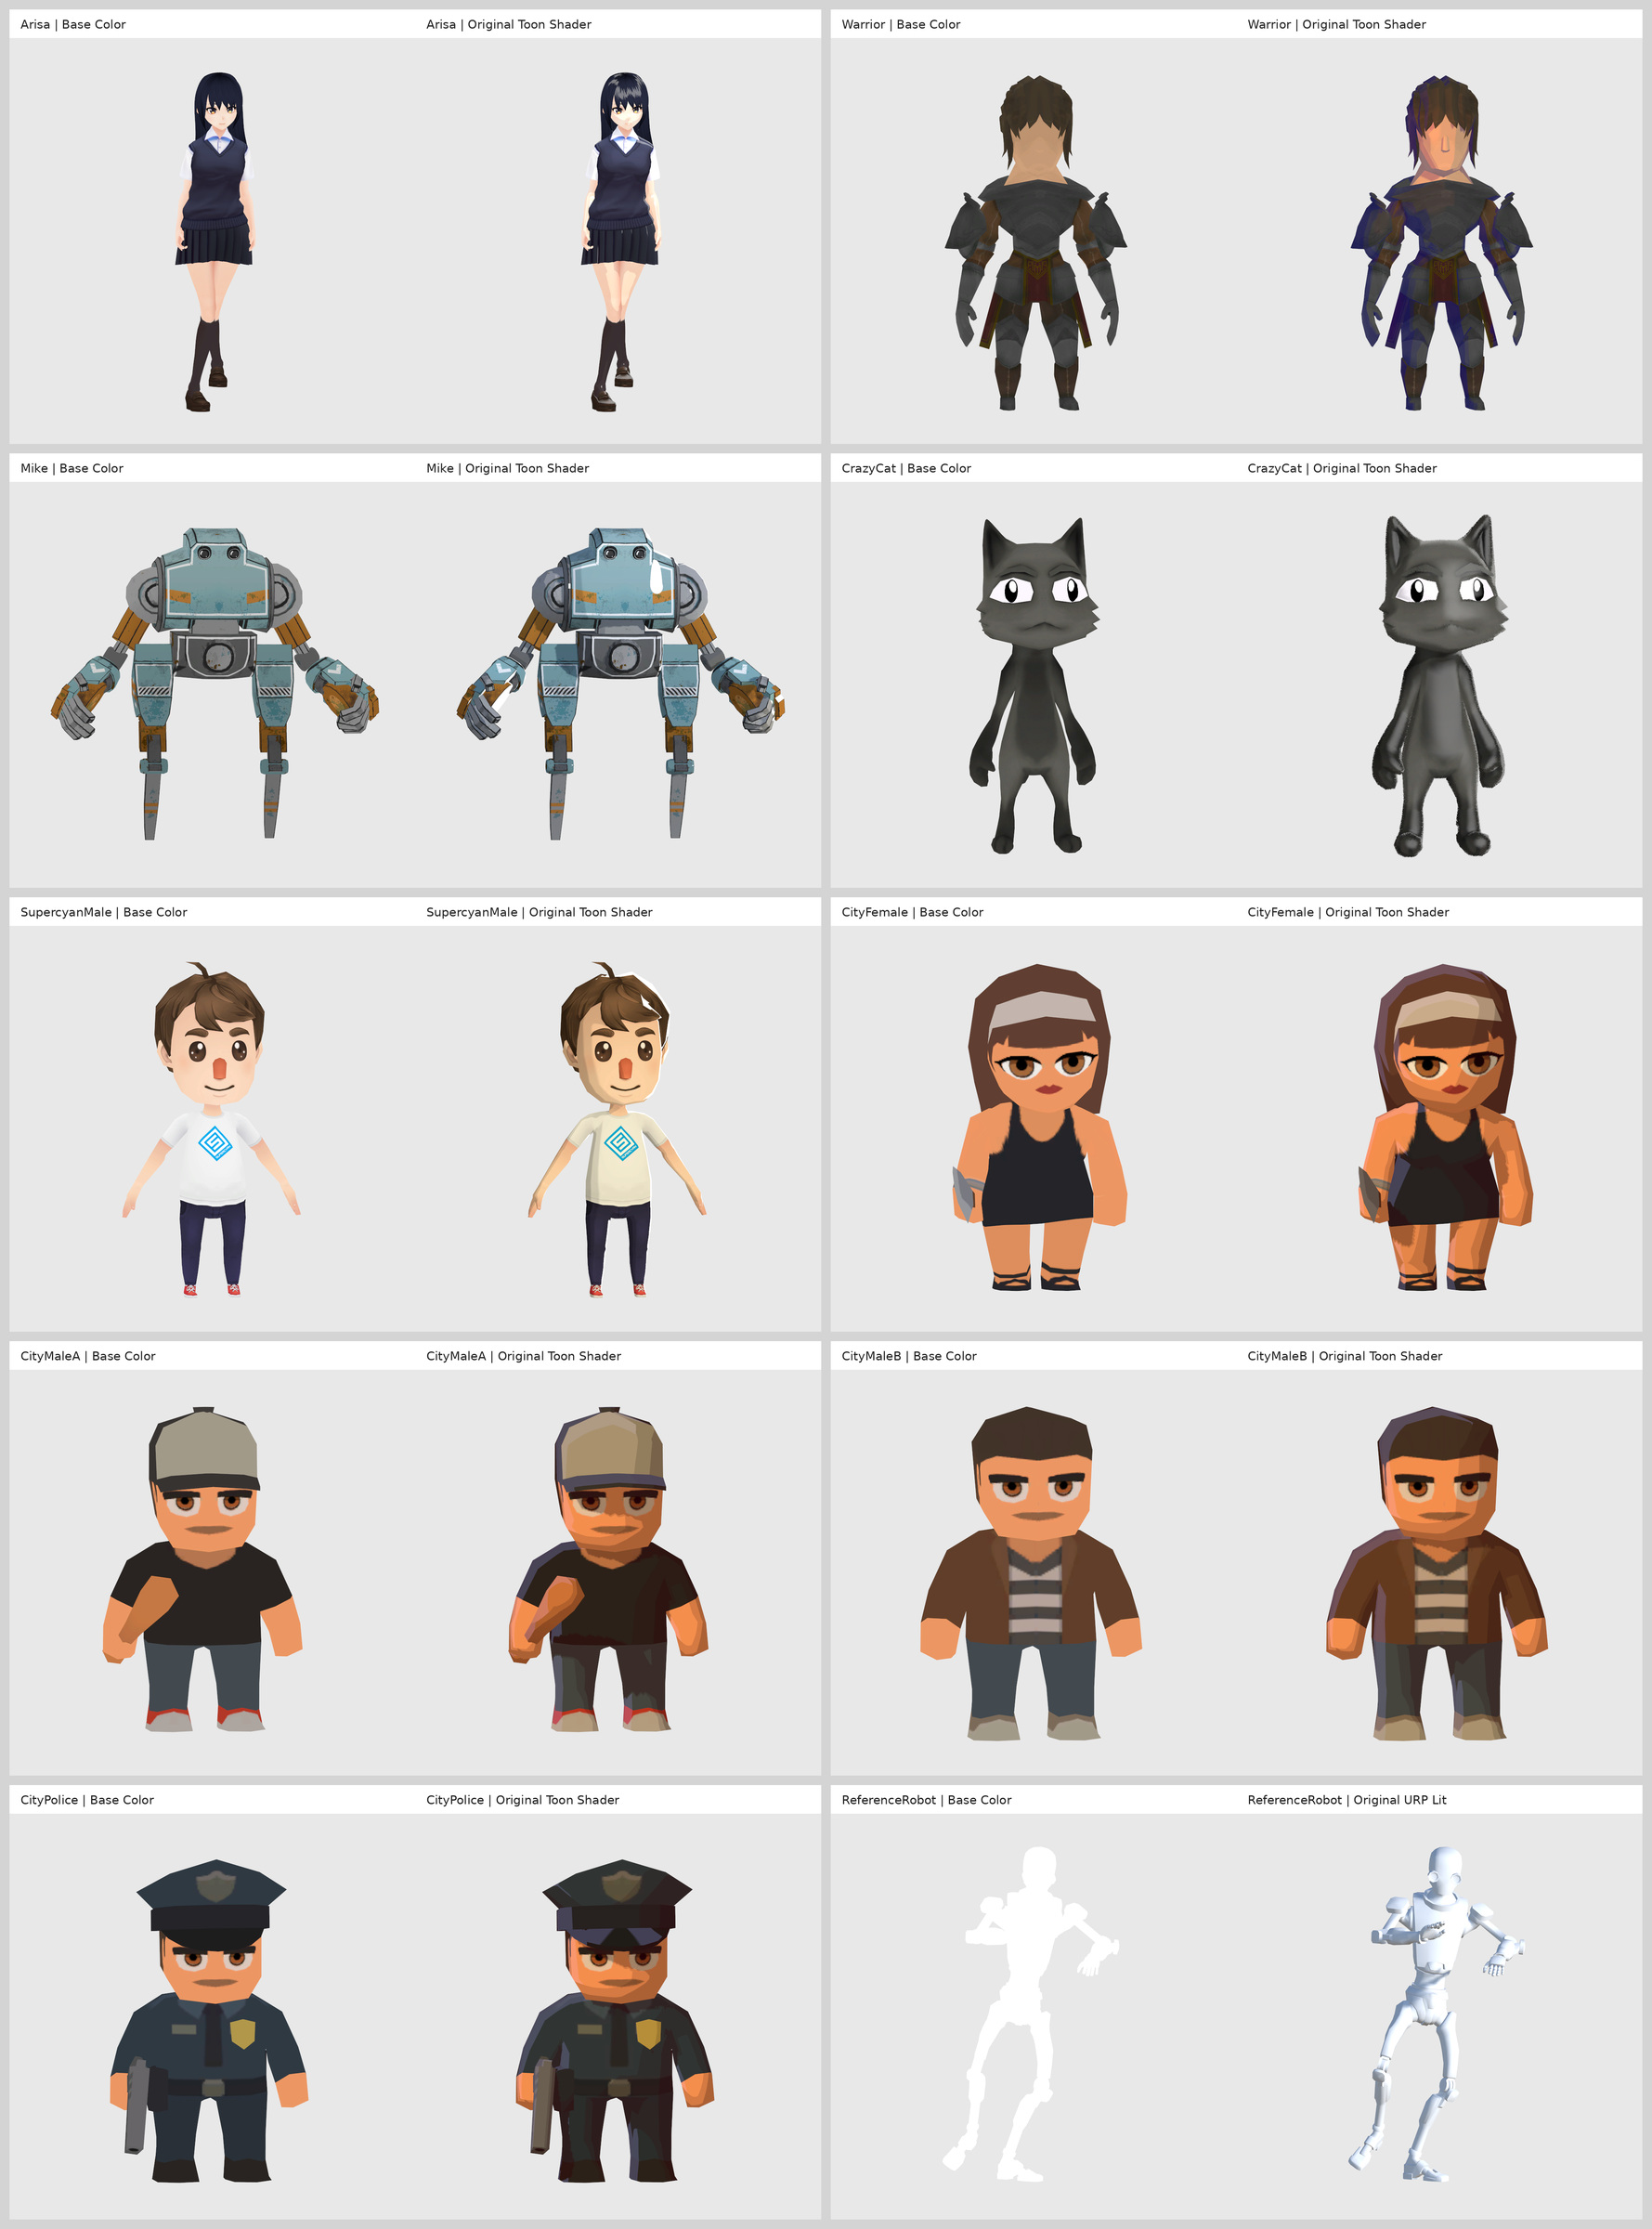 Arisa | Base Color
Arisa | Original Toon Shader
Warrior | Base Color
Warrior | Original Toon Shader
Mike | Base Color
Mike | Original Toon Shader
CrazyCat | Base Color
CrazyCat | Original Toon Shader
SupercyanMale | Base Color
SupercyanMale | Original Toon Shader
CityFemale | Base Color
CityFemale | Original Toon Shader
CityMaleA | Base Color
CityMaleA | Original Toon Shader
CityMaleB | Base Color
CityMaleB | Original Toon Shader
CityPolice | Base Color
CityPolice | Original Toon Shader
ReferenceRobot | Base Color
ReferenceRobot | Original URP Lit